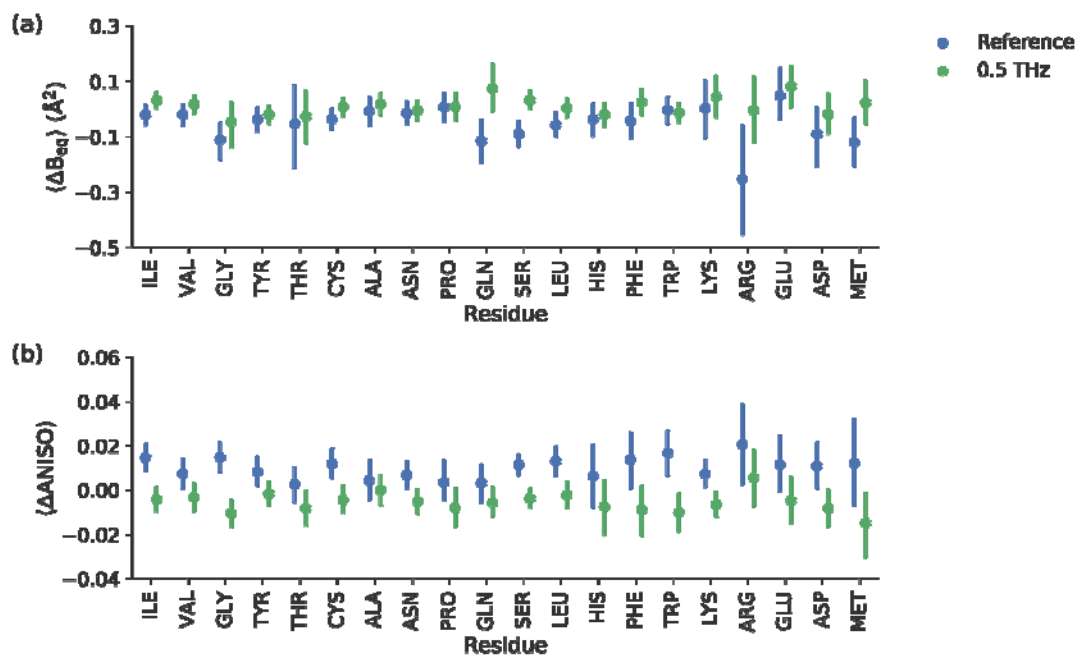 (a)
0.3
0.1
−0.1
−0.3
−0.5
⟨ΔB_eq⟩ (Å²)
Reference
0.5 THz
ILE VAL GLY TYR THR CYS ALA ASN PRO GLN SER LEU HIS PHE TRP LYS ARG GLU ASP MET
Residue
(b)
0.06
0.04
0.02
0.00
−0.02
−0.04
⟨ΔANISO⟩
ILE VAL GLY TYR THR CYS ALA ASN PRO GLN SER LEU HIS PHE TRP LYS ARG GLU ASP MET
Residue